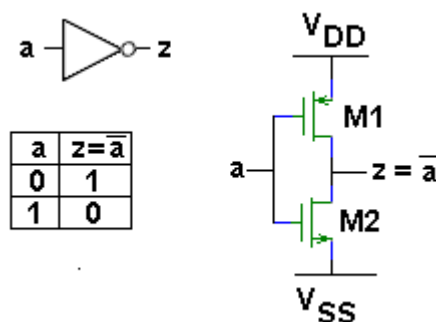 a z
a z=a̅
0 1
1 0
V_DD
M1
a z = a̅
M2
V_SS